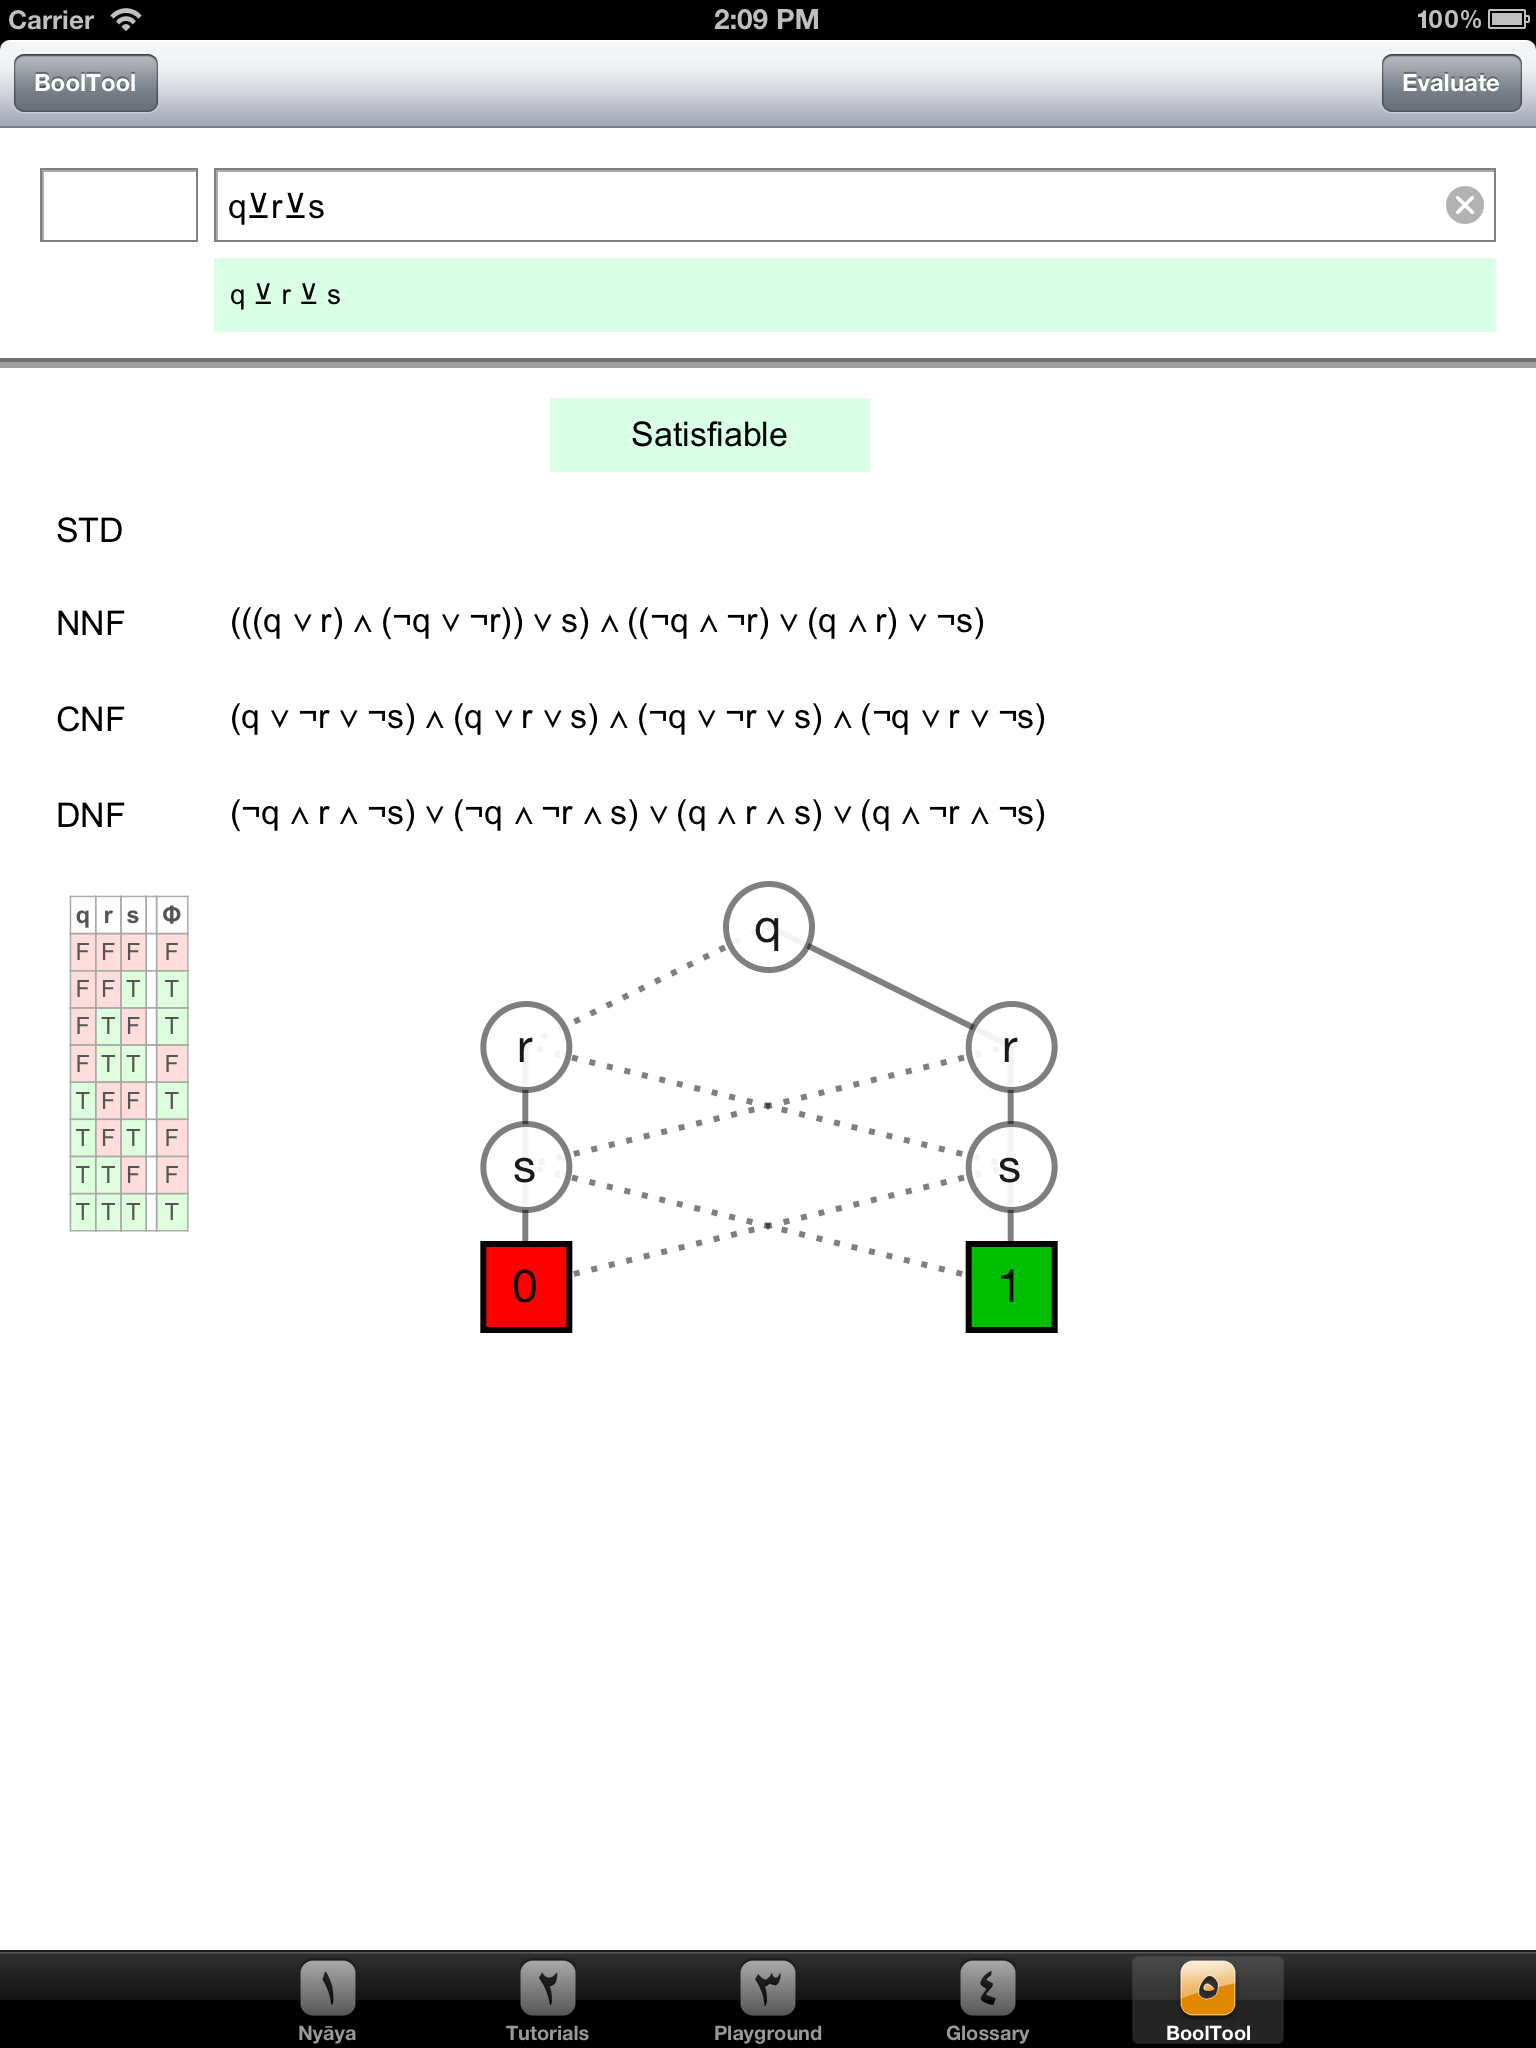 Carrier 2:09 PM 100%
BoolTool Evaluate
q⊻r⊻s
q ⊻ r ⊻ s
Satisfiable
STD
NNF (((q ∨ r) ∧ (¬q ∨ ¬r)) ∨ s) ∧ ((¬q ∧ ¬r) ∨ (q ∧ r) ∨ ¬s)
CNF (q ∨ ¬r ∨ ¬s) ∧ (q ∨ r ∨ s) ∧ (¬q ∨ ¬r ∨ s) ∧ (¬q ∨ r ∨ ¬s)
DNF (¬q ∧ r ∧ ¬s) ∨ (¬q ∧ ¬r ∧ s) ∨ (q ∧ r ∧ s) ∨ (q ∧ ¬r ∧ ¬s)
q r s Φ
F F F F
F F T T
F T F T
F T T F
T F F T
T F T F
T T F F
T T T T
q
r r
s s
0 1
١ ٢ ٣ ٤ ٥
Nyāya Tutorials Playground Glossary BoolTool